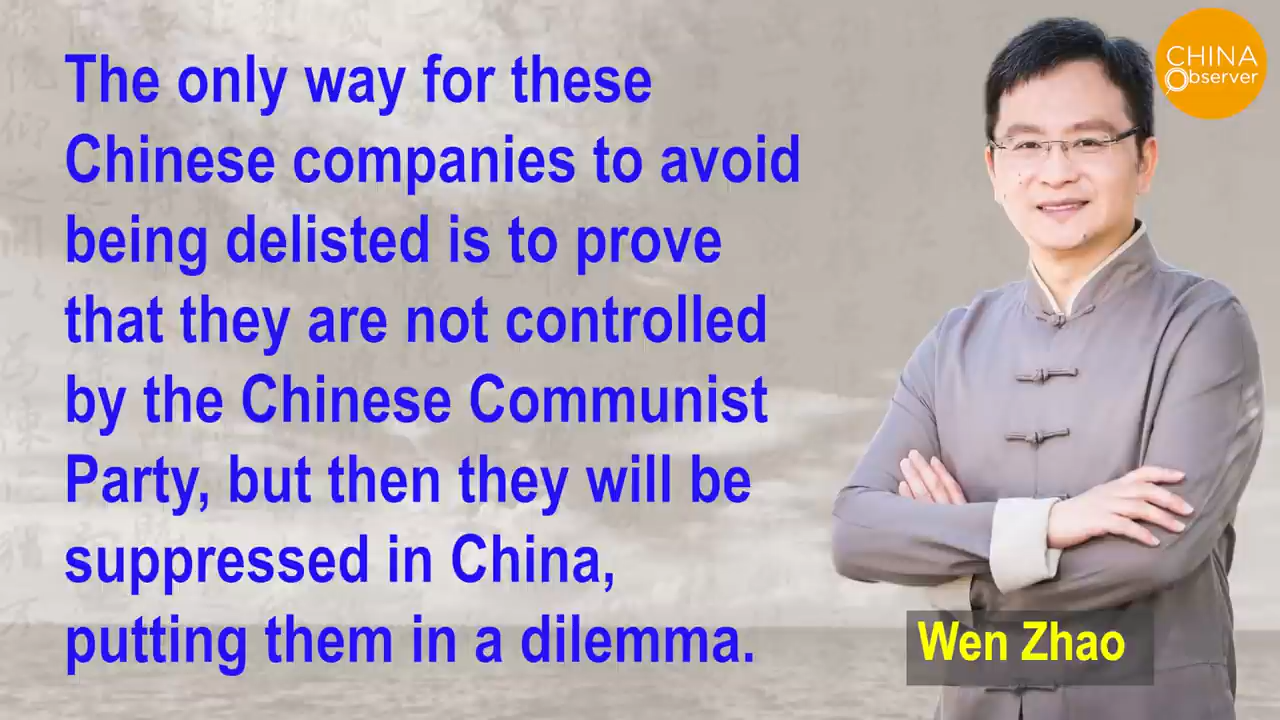 The only way for these
Chinese companies to avoid
being delisted is to prove
that they are not controlled
by the Chinese Communist
Party, but then they will be
suppressed in China,
putting them in a dilemma.
CHINA
Observer
Wen Zhao